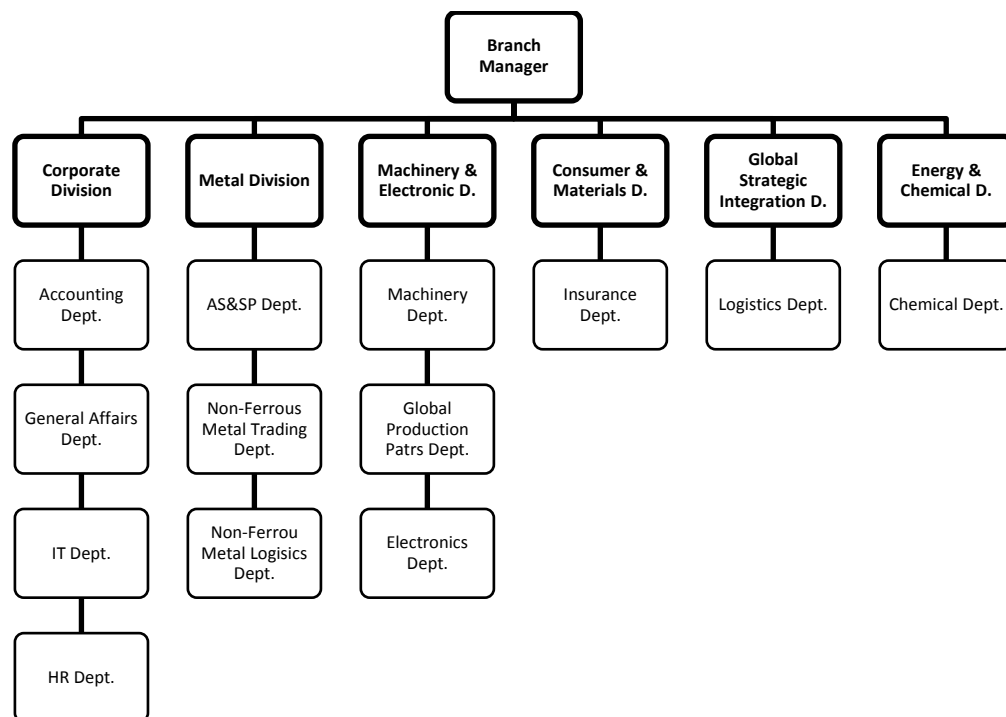 Branch
Manager
Corporate
Division
Metal Division
Machinery &
Electronic D.
Consumer &
Materials D.
Global
Strategic
Integration D.
Energy &
Chemical D.
Accounting
Dept.
AS&SP Dept.
Machinery
Dept.
Insurance
Dept.
Logistics Dept.
Chemical Dept.
General Affairs
Dept.
Non-Ferrous
Metal Trading
Dept.
Global
Production
Patrs Dept.
IT Dept.
Non-Ferrou
Metal Logisics
Dept.
Electronics
Dept.
HR Dept.